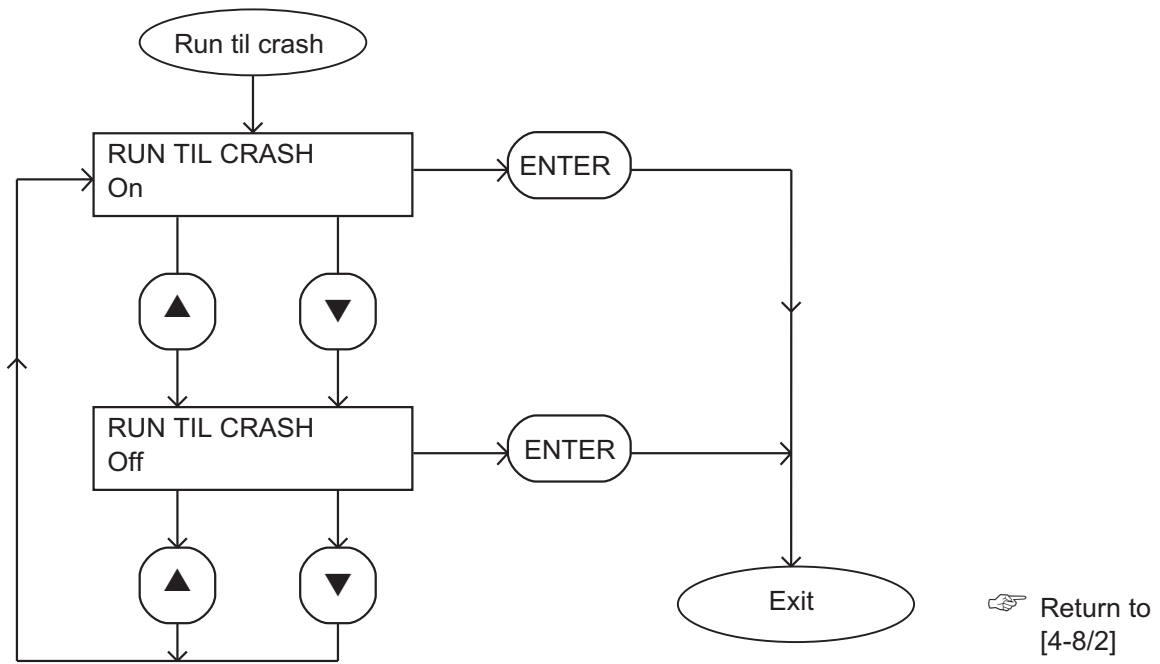 Run til crash
RUN TIL CRASH
On
ENTER
▲
▼
RUN TIL CRASH
Off
ENTER
▲
▼
Exit
☞ Return to
[4-8/2]